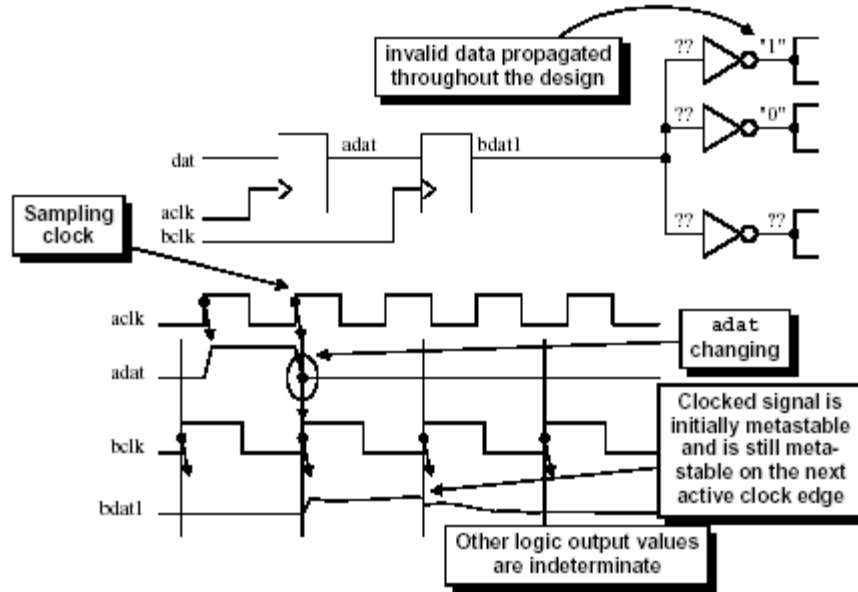 invalid data propagated
throughout the design
?? "1"
?? "0"
?? ??
dat
adat
bdat1
aclk
bclk
Sampling
clock
aclk
adat
changing
adat
Clocked signal is
initially metastable
and is still meta-
stable on the next
active clock edge
bclk
bdat1
Other logic output values
are indeterminate